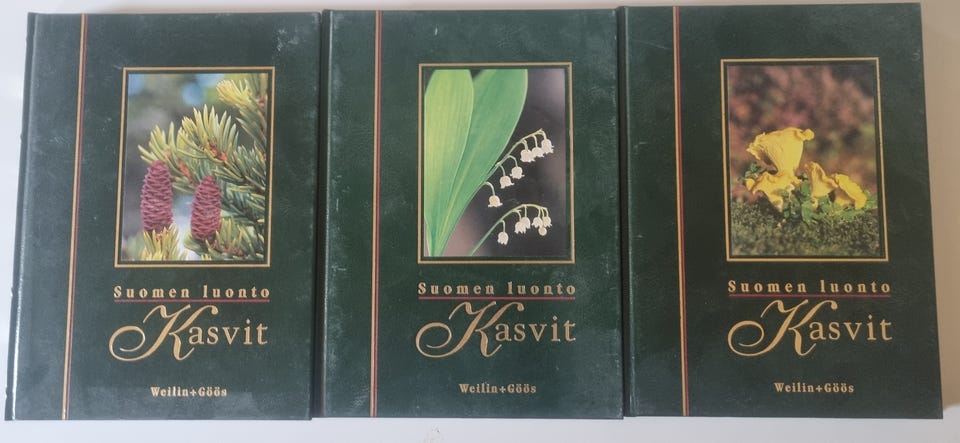 Suomen luonto
Kasvit
Weilin+Göös
Suomen luonto
Kasvit
Weilin+Göös
Suomen luonto
Kasvit
Weilin+Göös